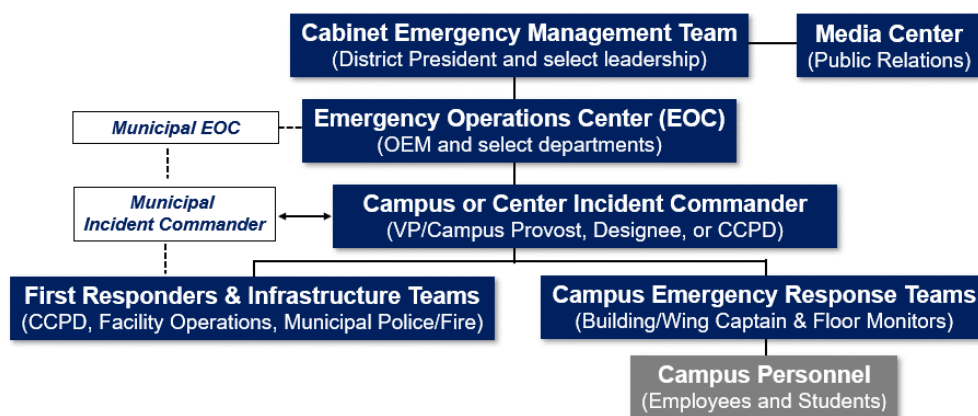 Cabinet Emergency Management Team
(District President and select leadership)
Media Center
(Public Relations)
Municipal EOC
Emergency Operations Center (EOC)
(OEM and select departments)
Municipal
Incident Commander
Campus or Center Incident Commander
(VP/Campus Provost, Designee, or CCPD)
First Responders & Infrastructure Teams
(CCPD, Facility Operations, Municipal Police/Fire)
Campus Emergency Response Teams
(Building/Wing Captain & Floor Monitors)
Campus Personnel
(Employees and Students)